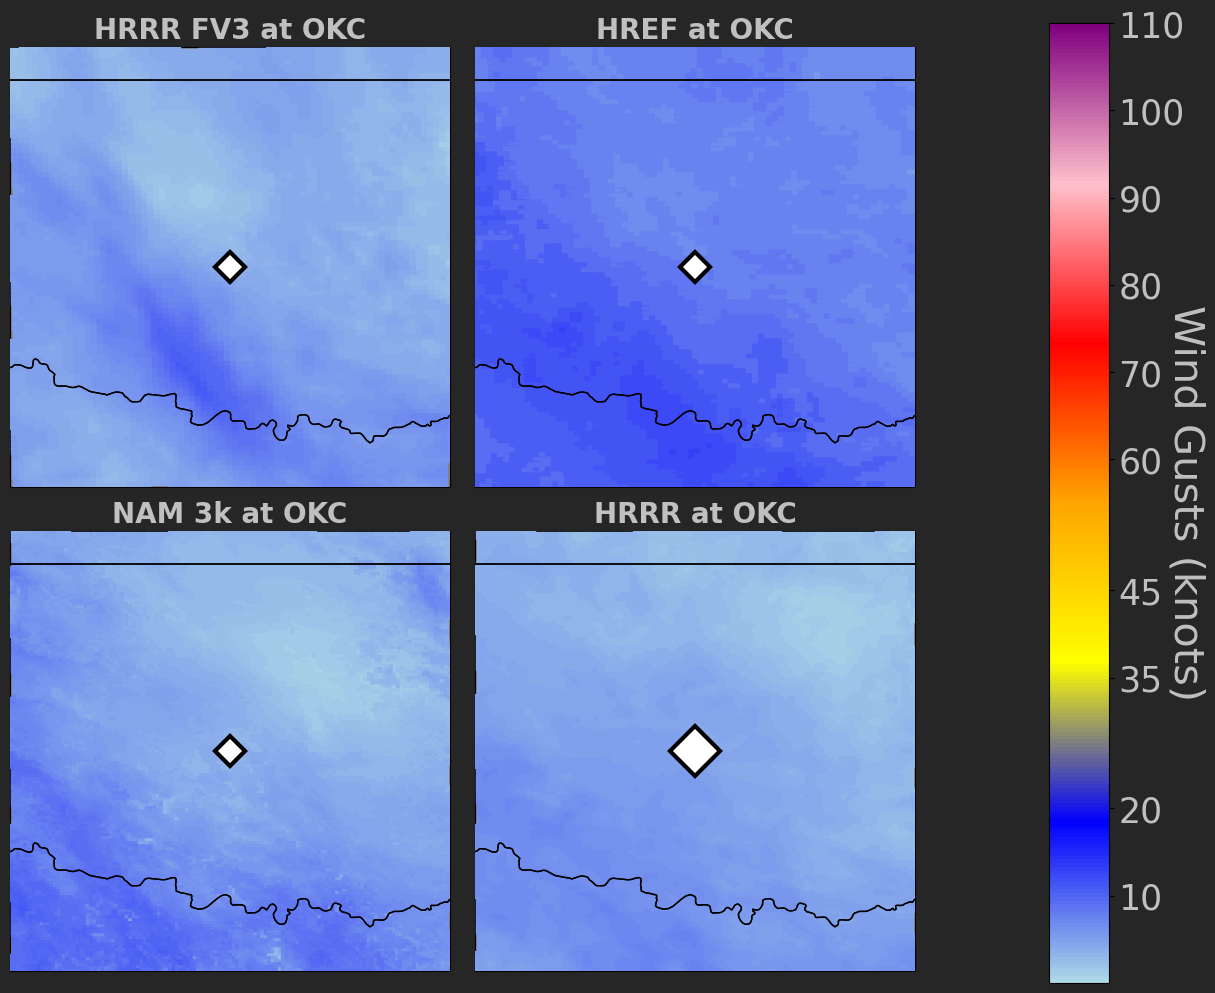 HRRR FV3 at OKC
HREF at OKC
NAM 3k at OKC
HRRR at OKC
110
100
90
80
70
60
45
35
20
10
Wind Gusts (knots)